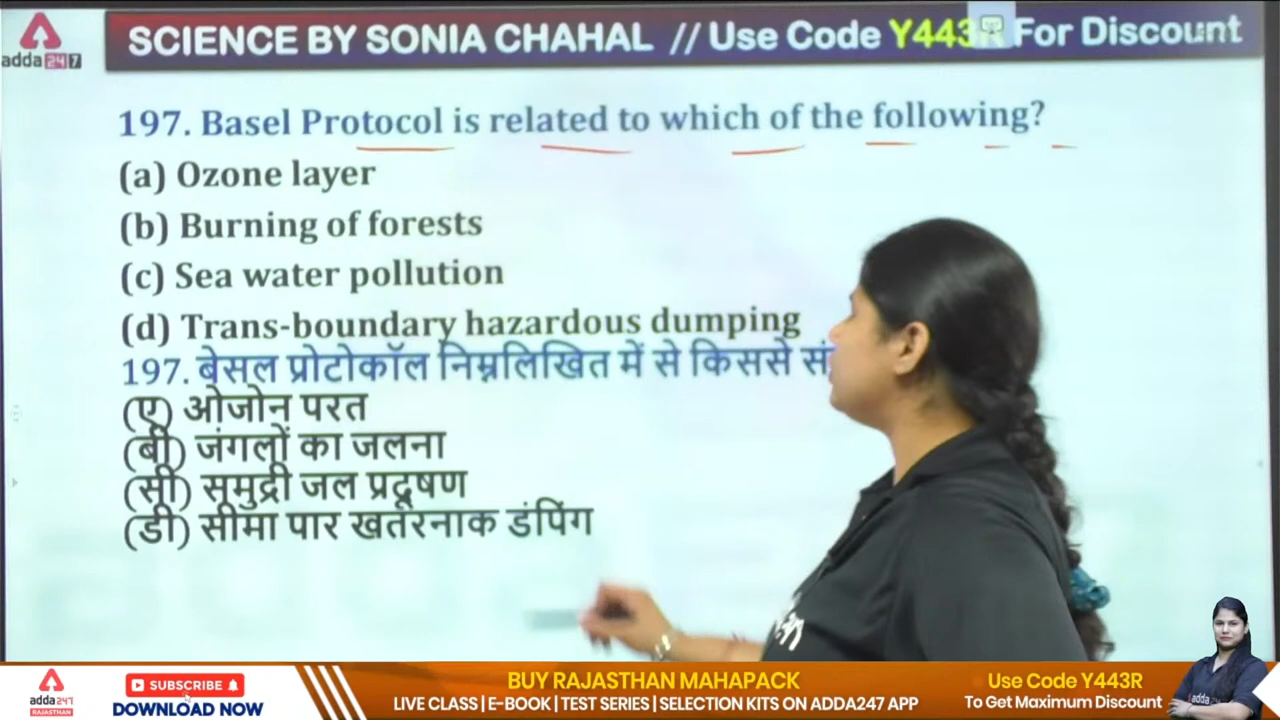 adda247
SCIENCE BY SONIA CHAHAL // Use Code Y443R For Discount
197. Basel Protocol is related to which of the following?
(a) Ozone layer
(b) Burning of forests
(c) Sea water pollution
(d) Trans-boundary hazardous dumping
197. बेसल प्रोटोकॉल निम्नलिखित में से किससे
(ए) ओजोन परत
(बी) जंगलों का जलना
(सी) समुद्री जल प्रदूषण
(डी) सीमा पार खतरनाक डंपिंग
adda247
RAJASTHAN
SUBSCRIBE
DOWNLOAD NOW
BUY RAJASTHAN MAHAPACK
LIVE CLASS | E-BOOK | TEST SERIES | SELECTION KITS ON ADDA247 APP
Use Code Y443R
To Get Maximum Discount
adda